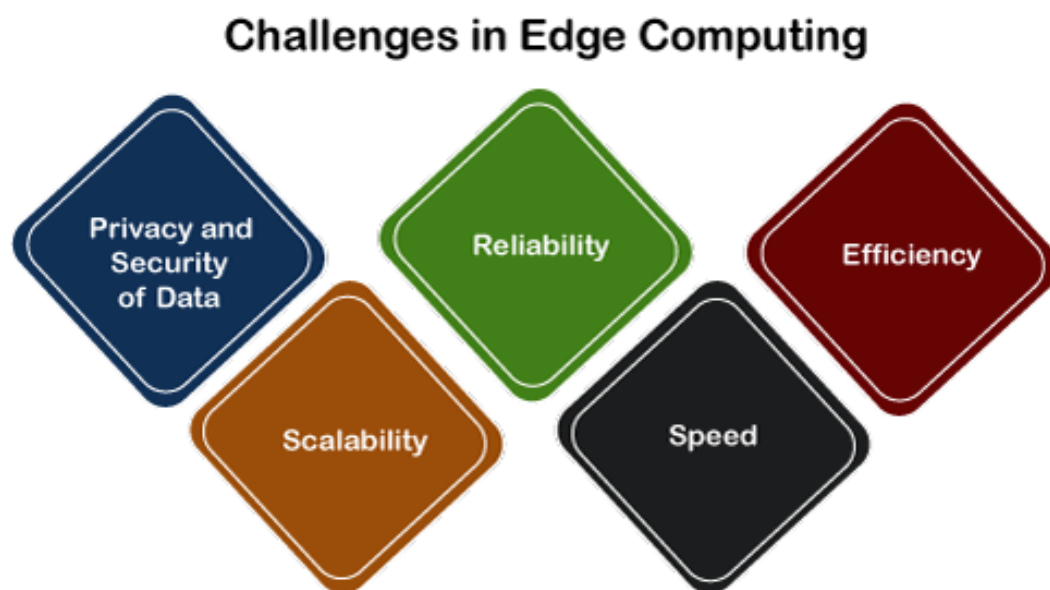 Challenges in Edge Computing
Privacy and
Security
of Data
Scalability
Reliability
Speed
Efficiency